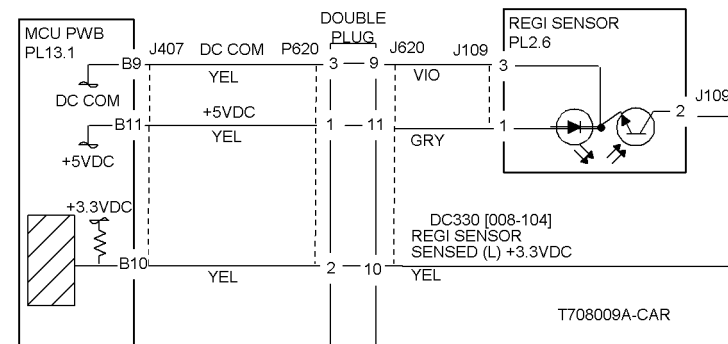 DOUBLE
PLUG
REGI SENSOR
PL2.6
MCU PWB
PL13.1
J407 DC COM P620 J620 J109
B9 3 9 3
YEL VIO
DC COM
J109
2
+5VDC
B11 1 11 1
YEL GRY
+5VDC
+3.3VDC
DC330 [008-104]
REGI SENSOR
SENSED (L) +3.3VDC
B10 2 10
YEL YEL
T708009A-CAR